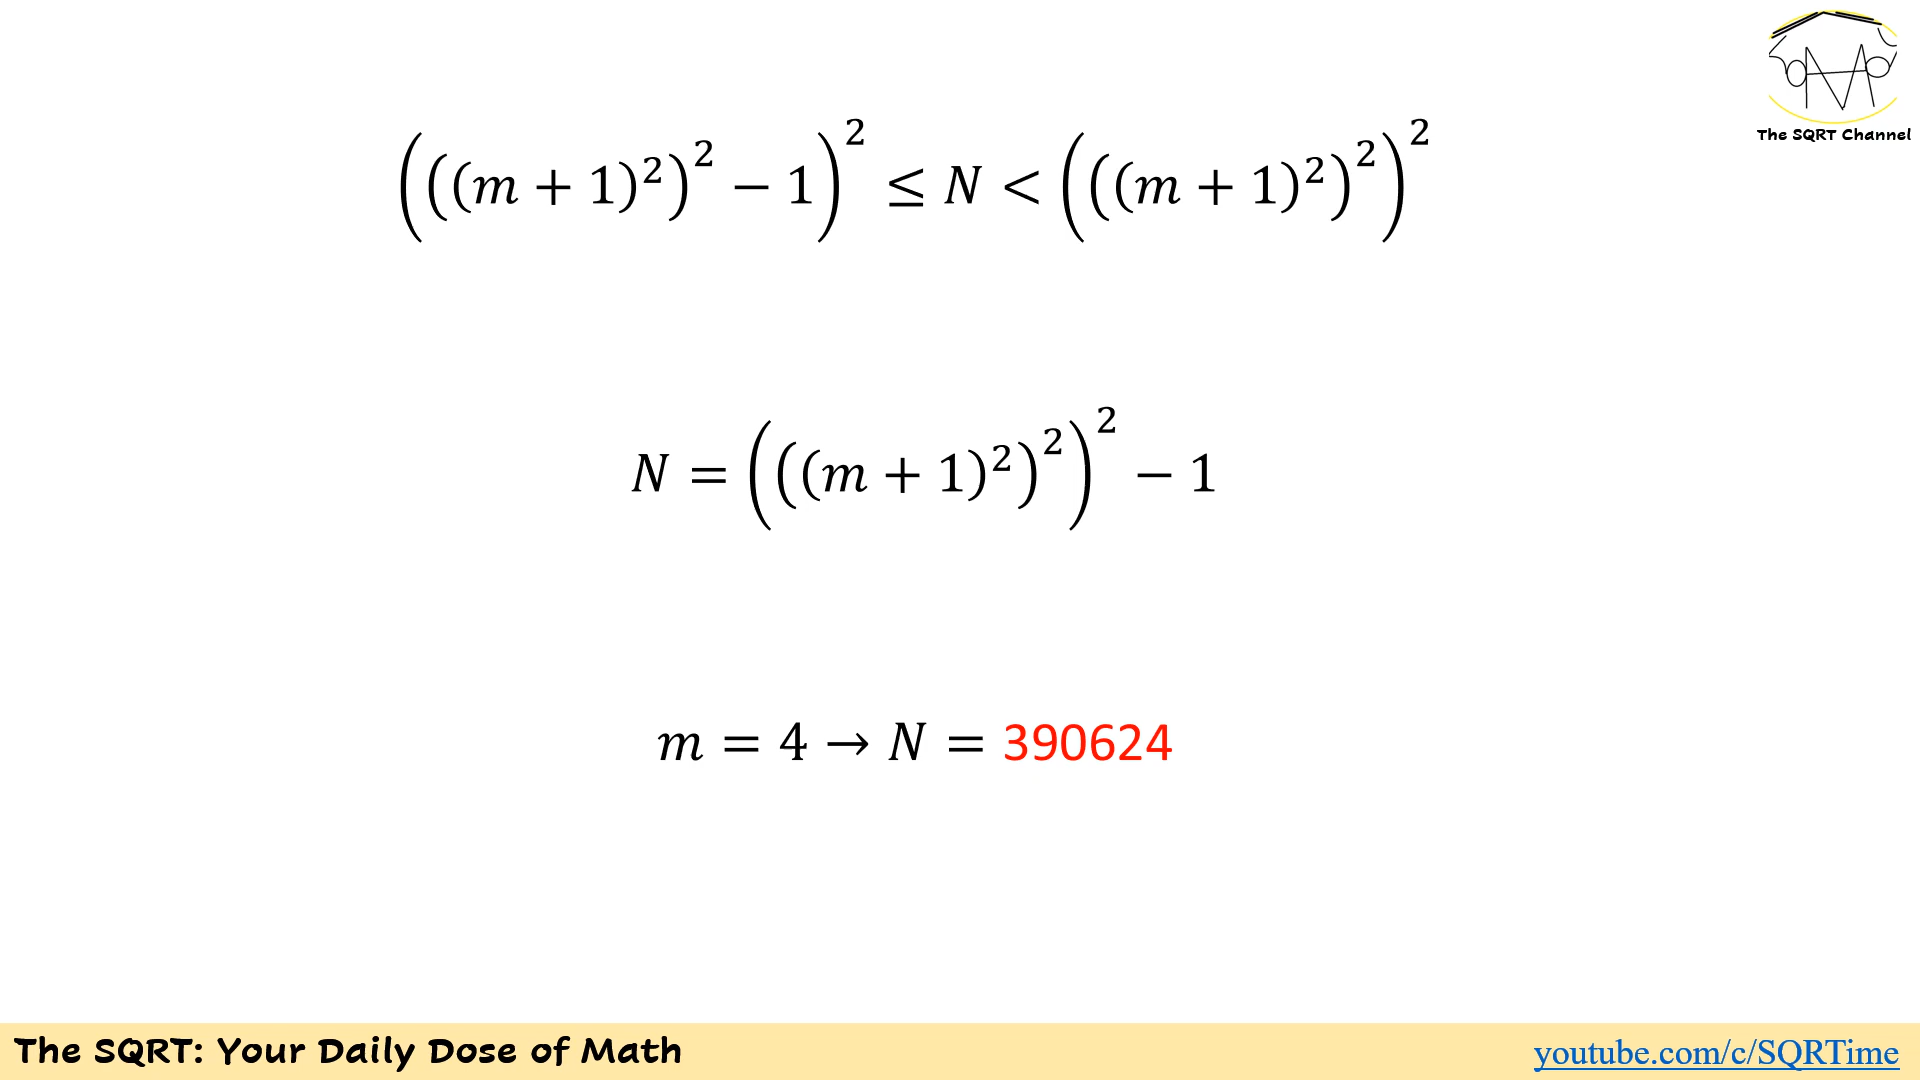 The SQRT Channel
(((m + 1)²)² − 1)² ≤ N < (((m + 1)²)²)²
N = (((m + 1)²)²)² − 1
m = 4 → N = 390624
The SQRT: Your Daily Dose of Math
youtube.com/c/SQRTime